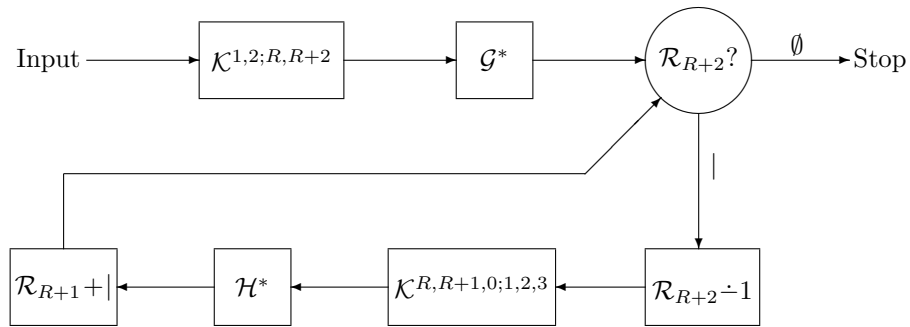 Input
𝒦^{1,2;R,R+2}
𝒢*
ℛ_{R+2}?
∅
Stop
|
ℛ_{R+1}+|
ℋ*
𝒦^{R,R+1,0;1,2,3}
ℛ_{R+2}∸1